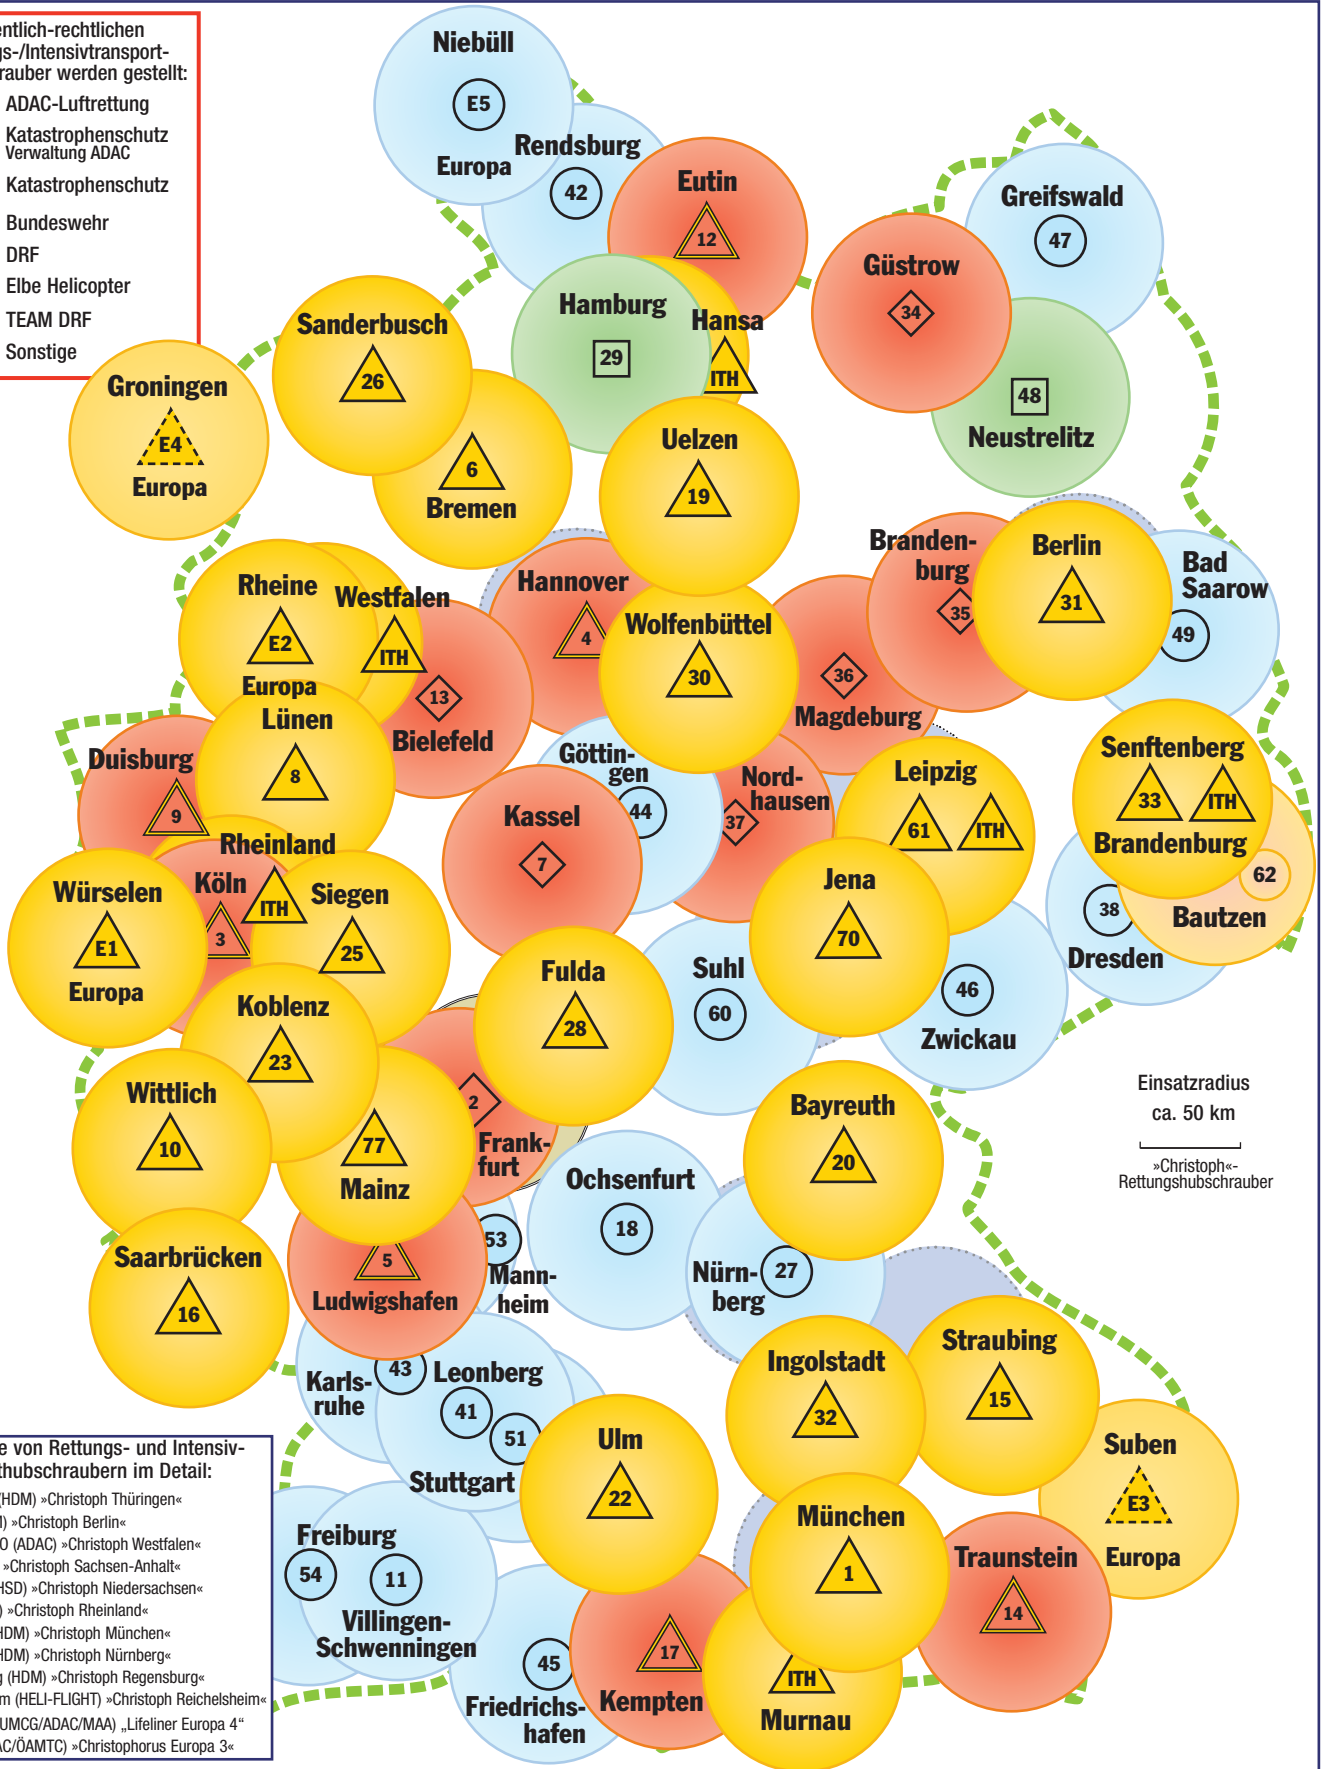 entlich-rechtlichen
gs-/Intensivtransport-
rauber werden gestellt:
ADAC-Luftrettung
Katastrophenschutz
Verwaltung ADAC
Katastrophenschutz
Bundeswehr
DRF
Elbe Helicopter
TEAM DRF
Sonstige
Niebüll
E5
Europa
Rendsburg
42
Eutin
12
Greifswald
47
Güstrow
34
Hamburg
29
Hansa
ITH
Sanderbusch
26
48
Neustrelitz
Groningen
E4
Europa
6
Bremen
Uelzen
19
Branden-
burg
35
Berlin
31
Bad
Saarow
49
Rheine
E2
Europa
Westfalen
ITH
Hannover
4
Wolfenbüttel
30
36
Magdeburg
13
Bielefeld
Lünen
8
Duisburg
9
Göttin-
gen
44
Nord-
hausen
37
Leipzig
61
ITH
Senftenberg
33
ITH
Brandenburg
62
Bautzen
38
Dresden
Kassel
7
Rheinland
ITH
Köln
3
Siegen
25
Würselen
E1
Europa
Jena
70
Koblenz
23
Fulda
28
Suhl
60
46
Zwickau
Wittlich
10
77
Mainz
2
Frank-
furt
Bayreuth
20
Einsatzradius
ca. 50 km
»Christoph«-
Rettungshubschrauber
Ochsenfurt
18
Saarbrücken
16
5
Ludwigshafen
53
Mann-
heim
Nürn-
berg
27
Karls-
ruhe
43
Leonberg
41
51
Stuttgart
Ingolstadt
32
Straubing
15
Suben
E3
Europa
Ulm
22
München
1
Traunstein
14
Freiburg
54
11
Villingen-
Schwenningen
45
Friedrichs-
hafen
17
Kempten
ITH
Murnau
e von Rettungs- und Intensiv-
thubschraubern im Detail:
(HDM) »Christoph Thüringen«
M) »Christoph Berlin«
O (ADAC) »Christoph Westfalen«
»Christoph Sachsen-Anhalt«
HSD) »Christoph Niedersachsen«
) »Christoph Rheinland«
HDM) »Christoph München«
HDM) »Christoph Nürnberg«
g (HDM) »Christoph Regensburg«
m (HELI-FLIGHT) »Christoph Reichelsheim«
UMCG/ADAC/MAA) „Lifeliner Europa 4“
AC/ÖAMTC) »Christophorus Europa 3«